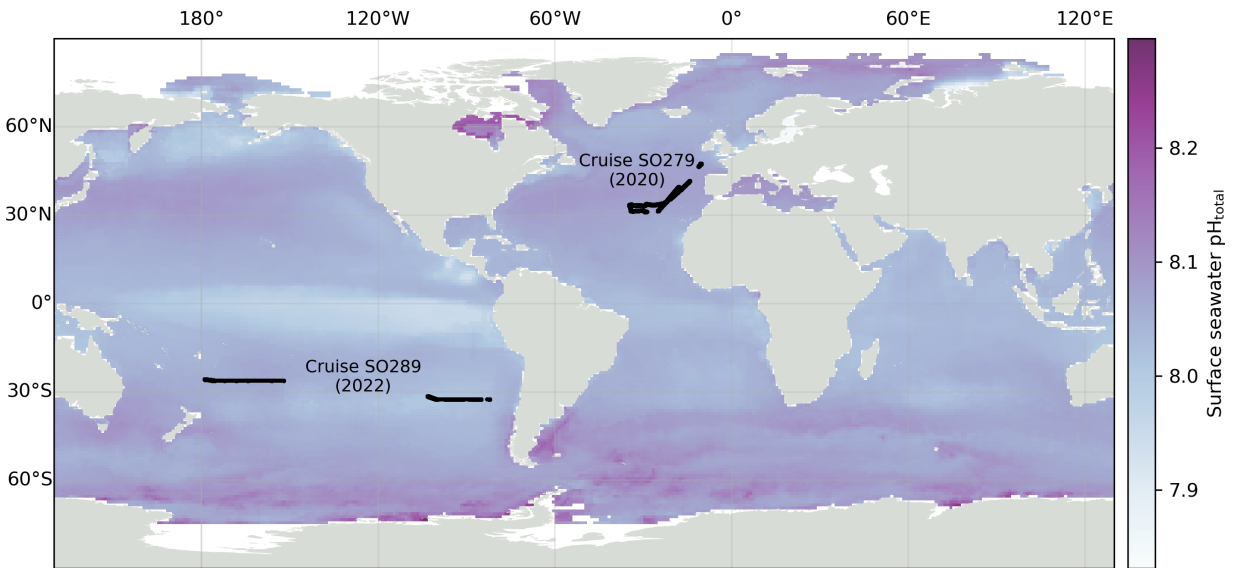 180° 120°W 60°W 0° 60°E 120°E
60°N
30°N
0°
30°S
60°S
Cruise SO279
(2020)
Cruise SO289
(2022)
8.2
8.1
8.0
7.9
Surface seawater pHtotal